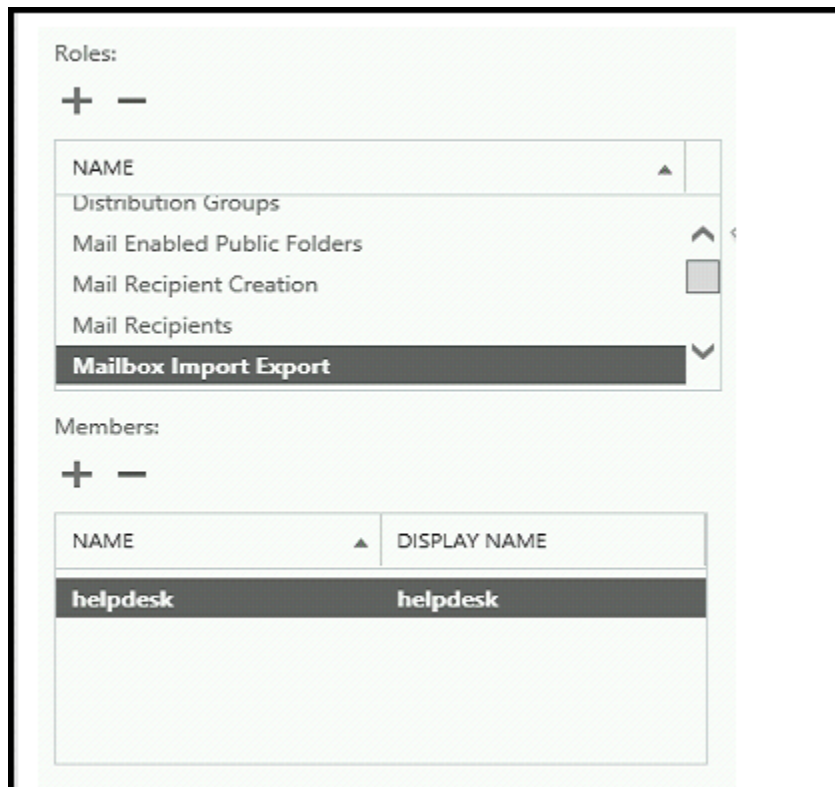 Roles:
NAME
Distribution Groups
Mail Enabled Public Folders
Mail Recipient Creation
Mail Recipients
Mailbox Import Export
Members:
NAME DISPLAY NAME
helpdesk helpdesk